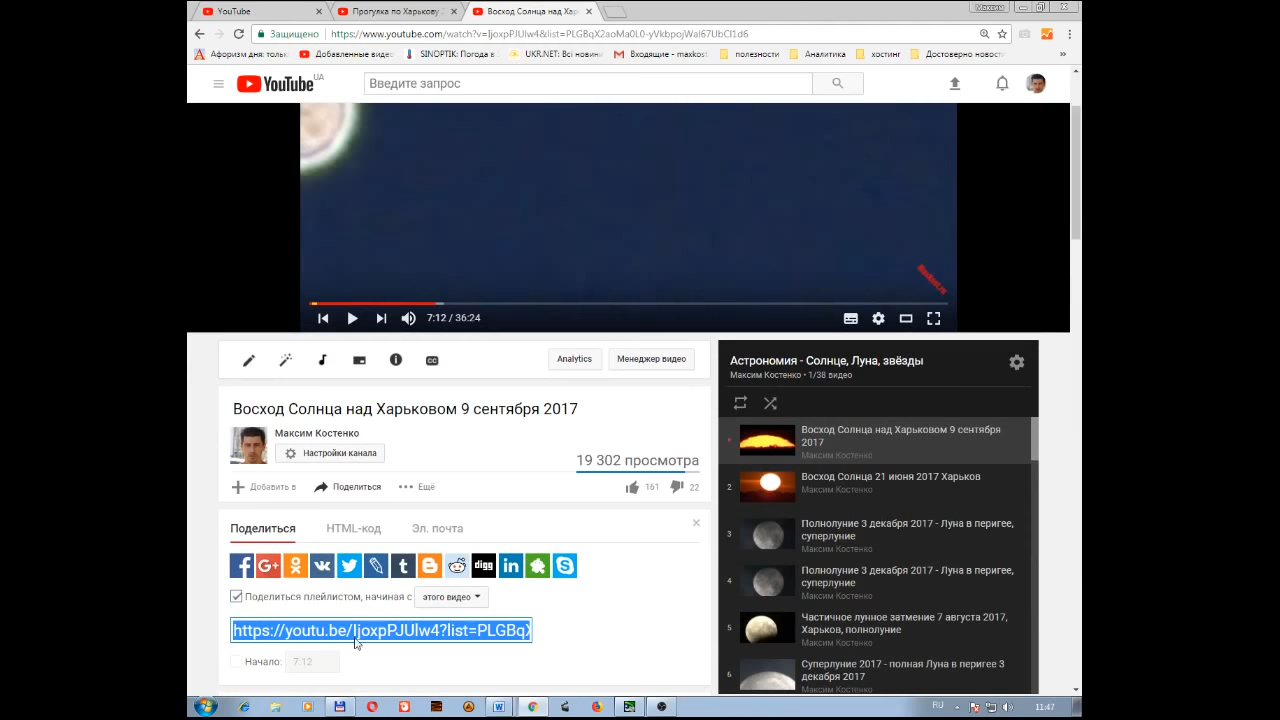 YouTube
Прогулка по Харькову
Восход Солнца над Хар
Максим
Защищено
https://www.youtube.com/watch?v=IjoxpPJUlw4&list=PLGBqX2aoMa0L0-yVkbpojWal67UbCl1d6
Афоризм дня: только
Добавленные видео
SINOPTIK: Погода в
UKR.NET: Всі новини
Входящие - maxkost
полезности
Аналитика
хостинг
Достоверно новости
YouTube UA
Введите запрос
Maxkost.ru
7:12 / 36:24
Analytics
Менеджер видео
Восход Солнца над Харьковом 9 сентября 2017
Максим Костенко
Настройки канала
19 302 просмотра
Добавить в
Поделиться
Ещё
161
22
Поделиться
HTML-код
Эл. почта
digg
Поделиться плейлистом, начиная с
этого видео
https://youtu.be/IjoxpPJUlw4?list=PLGBqX
Начало:
7:12
Астрономия - Солнце, Луна, звёзды
Максим Костенко • 1/38 видео
Восход Солнца над Харьковом 9 сентября
2017
Максим Костенко
2
Восход Солнца 21 июня 2017 Харьков
Максим Костенко
3
Полнолуние 3 декабря 2017 - Луна в перигее,
суперлуние
Максим Костенко
4
Полнолуние 3 декабря 2017 - Луна в перигее,
суперлуние
Максим Костенко
5
Частичное лунное затмение 7 августа 2017,
Харьков, полнолуние
Максим Костенко
6
Суперлуние 2017 - полная Луна в перигее 3
декабря 2017
Максим Костенко
RU
11:47